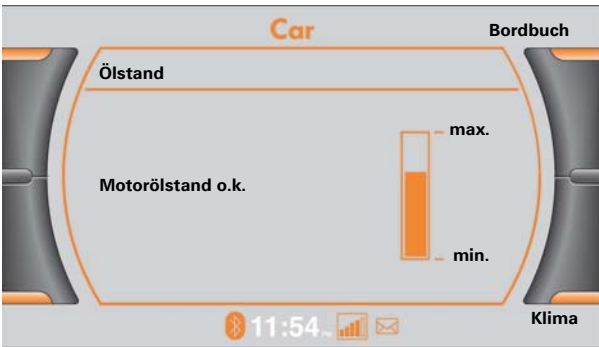 Car
Bordbuch
Ölstand
max.
Motorölstand o.k.
min.
Klima
11:54